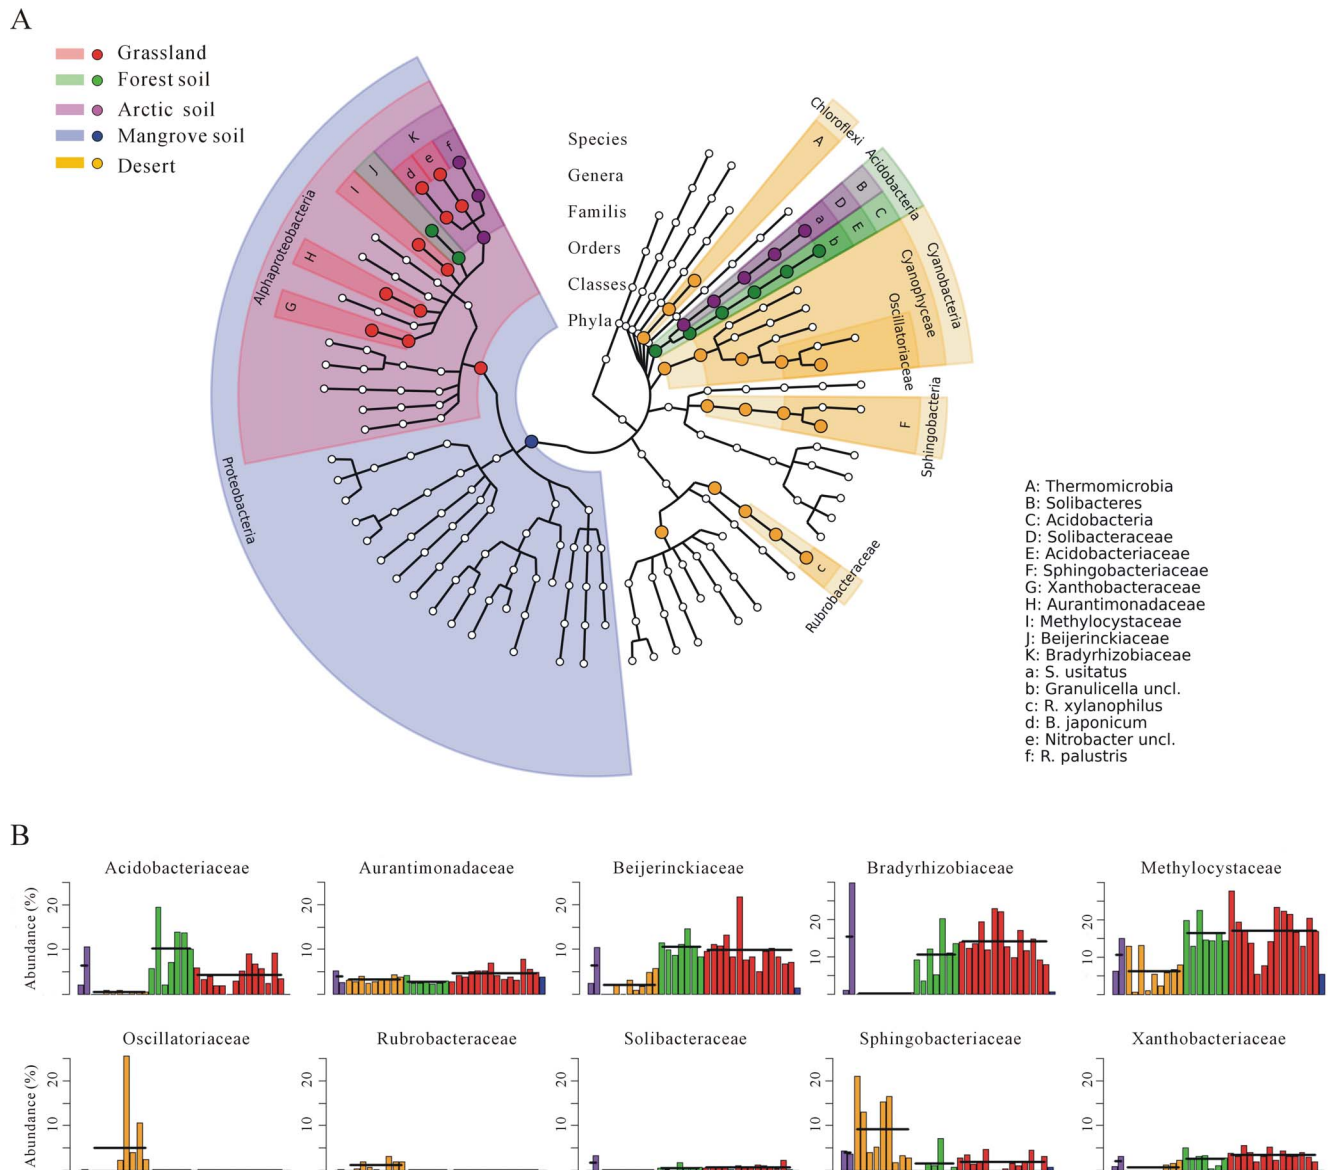 A
Grassland
Forest soil
Arctic soil
Mangrove soil
Desert
Species
Genera
Familis
Orders
Classes
Phyla
Alphaproteobacteria
Proteobacteria
G
H
I
J
K
d
e
f
Chloroflexi
A
Acidobacteria
B
D
a
C
E
b
Cyanobacteria
Cyanophyceae
Oscillatoriaceae
Sphingobacteria
F
Rubrobacteraceae
c
A: Thermomicrobia
B: Solibacteres
C: Acidobacteria
D: Solibacteraceae
E: Acidobacteriaceae
F: Sphingobacteriaceae
G: Xanthobacteraceae
H: Aurantimonadaceae
I: Methylocystaceae
J: Beijerinckiaceae
K: Bradyrhizobiaceae
a: S. usitatus
b: Granulicella uncl.
c: R. xylanophilus
d: B. japonicum
e: Nitrobacter uncl.
f: R. palustris
B
Acidobacteriaceae
Aurantimonadaceae
Beijerinckiaceae
Bradyrhizobiaceae
Methylocystaceae
Abundance (%)
20
10
20
10
20
10
20
10
20
10
Oscillatoriaceae
Rubrobacteraceae
Solibacteraceae
Sphingobacteriaceae
Xanthobacteriaceae
Abundance (%)
20
10
20
10
20
10
20
10
20
10